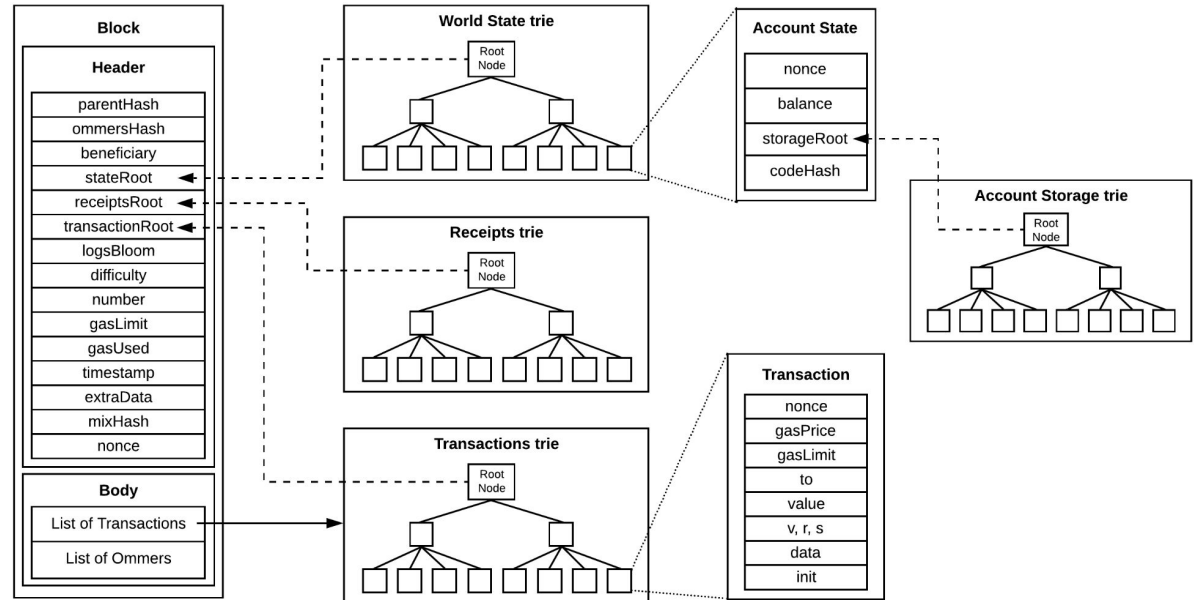 Block
Header
parentHash
ommersHash
beneficiary
stateRoot
receiptsRoot
transactionRoot
logsBloom
difficulty
number
gasLimit
gasUsed
timestamp
extraData
mixHash
nonce
Body
List of Transactions
List of Ommers
World State trie
Root
Node
Receipts trie
Root
Node
Transactions trie
Root
Node
Account State
nonce
balance
storageRoot
codeHash
Account Storage trie
Root
Node
Transaction
nonce
gasPrice
gasLimit
to
value
v, r, s
data
init